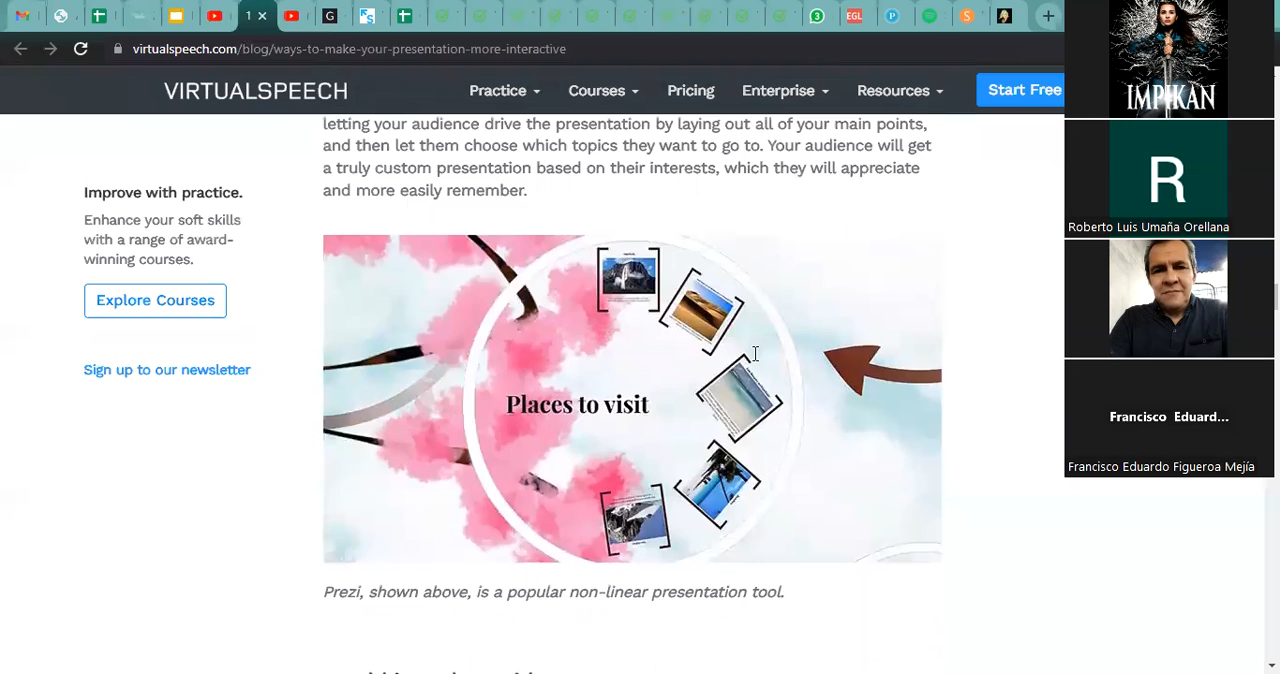 1
G
3
EGL
P
S
virtualspeech.com/blog/ways-to-make-your-presentation-more-interactive
VIRTUALSPEECH
Practice
Courses
Pricing
Enterprise
Resources
Start Free
letting your audience drive the presentation by laying out all of your main points,
and then let them choose which topics they want to go to. Your audience will get
a truly custom presentation based on their interests, which they will appreciate
and more easily remember.
Improve with practice.
Enhance your soft skills
with a range of award-
winning courses.
Explore Courses
Sign up to our newsletter
Places to visit
Prezi, shown above, is a popular non-linear presentation tool.
IMPIKAN
R
Roberto Luis Umaña Orellana
Francisco Eduard...
Francisco Eduardo Figueroa Mejía